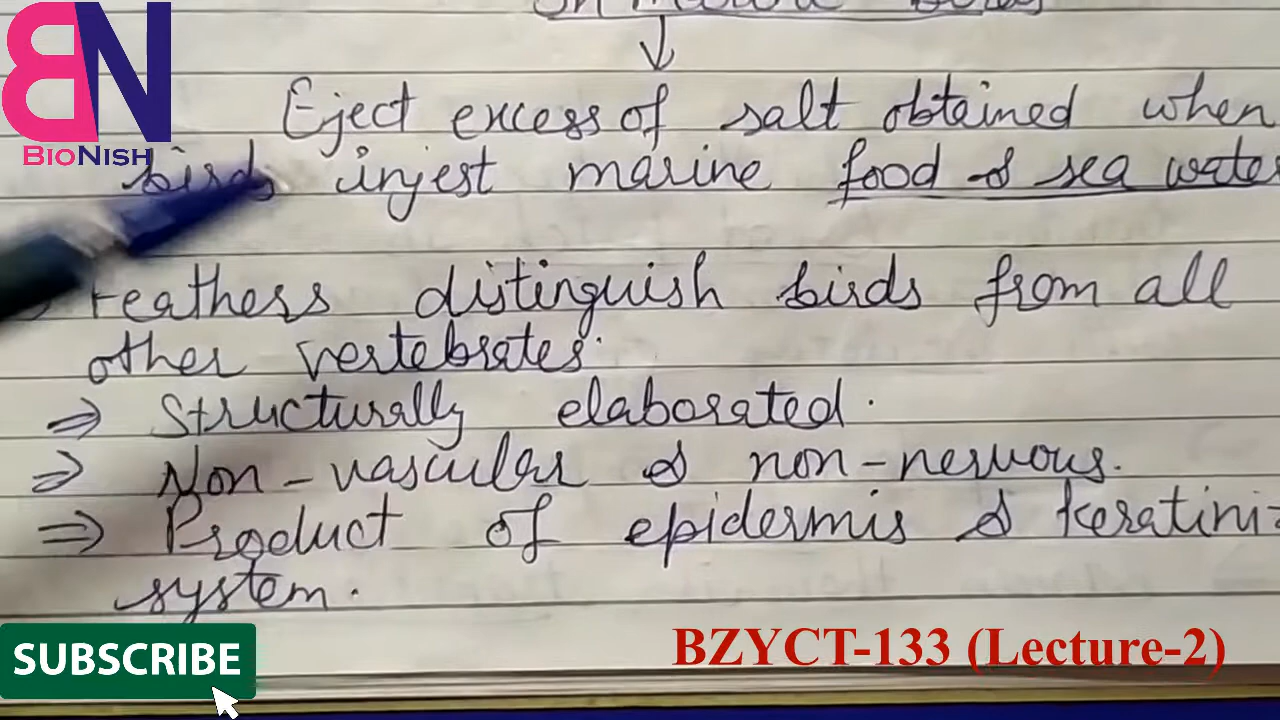 BN
BIONISH
Eject excess of salt obtained when
birds injest marine food & sea water
Feathers distinguish birds from all
other vertebrates.
⇒ Structurally elaborated.
⇒ Non-vascular & non-nervous.
⇒ Product of epidermis & keratini-
system.
SUBSCRIBE
BZYCT-133 (Lecture-2)